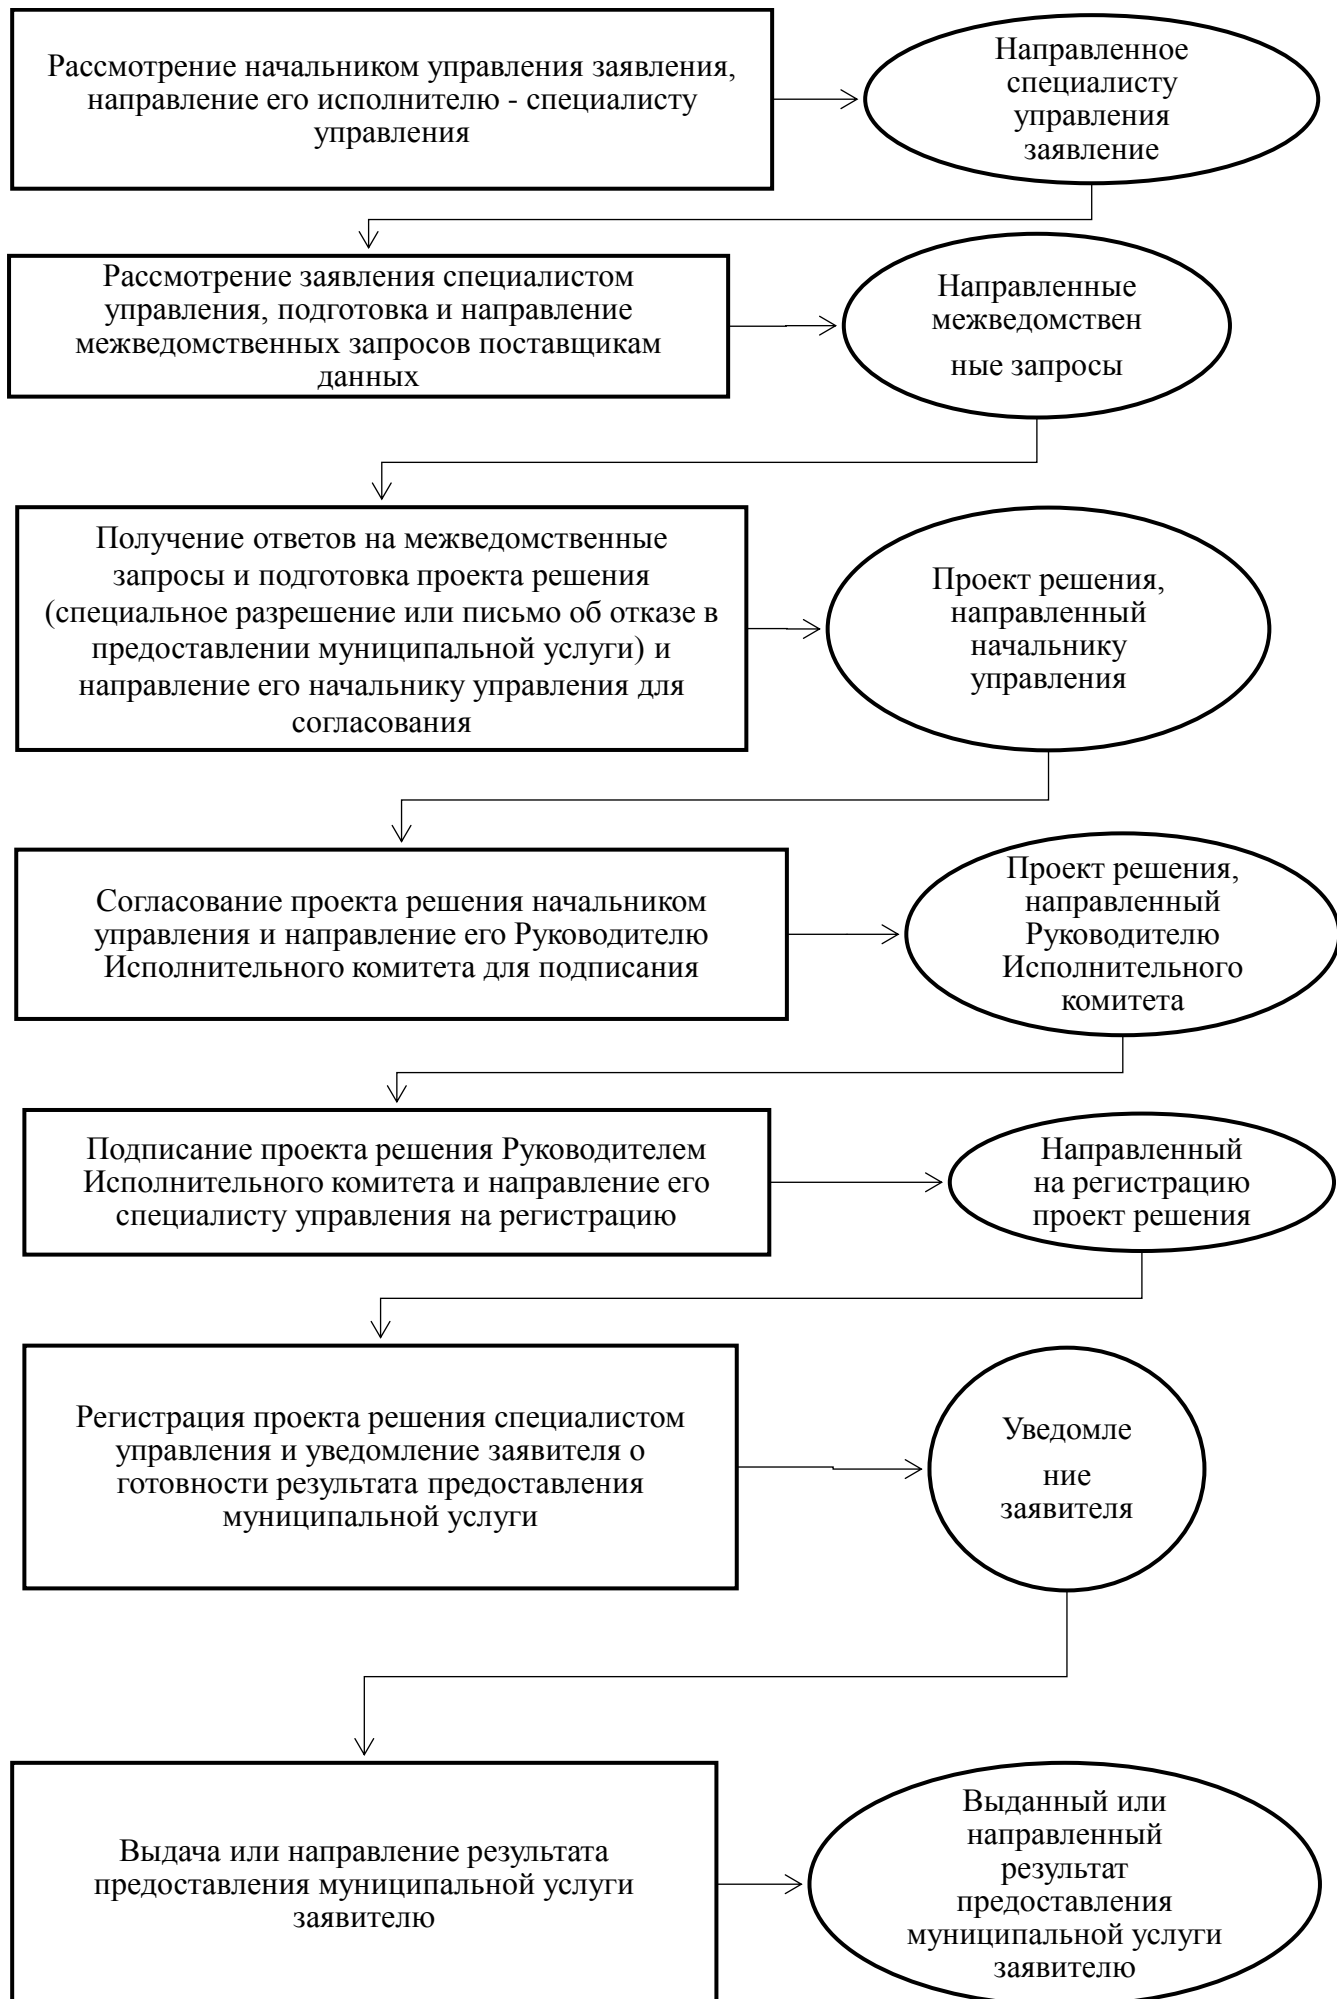 Рассмотрение начальником управления заявления,
направление его исполнителю - специалисту
управления
Направленное
специалисту
управления
заявление
Рассмотрение заявления специалистом
управления, подготовка и направление
межведомственных запросов поставщикам
данных
Направленные
межведомствен
ные запросы
Получение ответов на межведомственные
запросы и подготовка проекта решения
(специальное разрешение или письмо об отказе в
предоставлении муниципальной услуги) и
направление его начальнику управления для
согласования
Проект решения,
направленный
начальнику
управления
Согласование проекта решения начальником
управления и направление его Руководителю
Исполнительного комитета для подписания
Проект решения,
направленный
Руководителю
Исполнительного
комитета
Подписание проекта решения Руководителем
Исполнительного комитета и направление его
специалисту управления на регистрацию
Направленный
на регистрацию
проект решения
Регистрация проекта решения специалистом
управления и уведомление заявителя о
готовности результата предоставления
муниципальной услуги
Уведомле
ние
заявителя
Выдача или направление результата
предоставления муниципальной услуги
заявителю
Выданный или
направленный
результат
предоставления
муниципальной услуги
заявителю